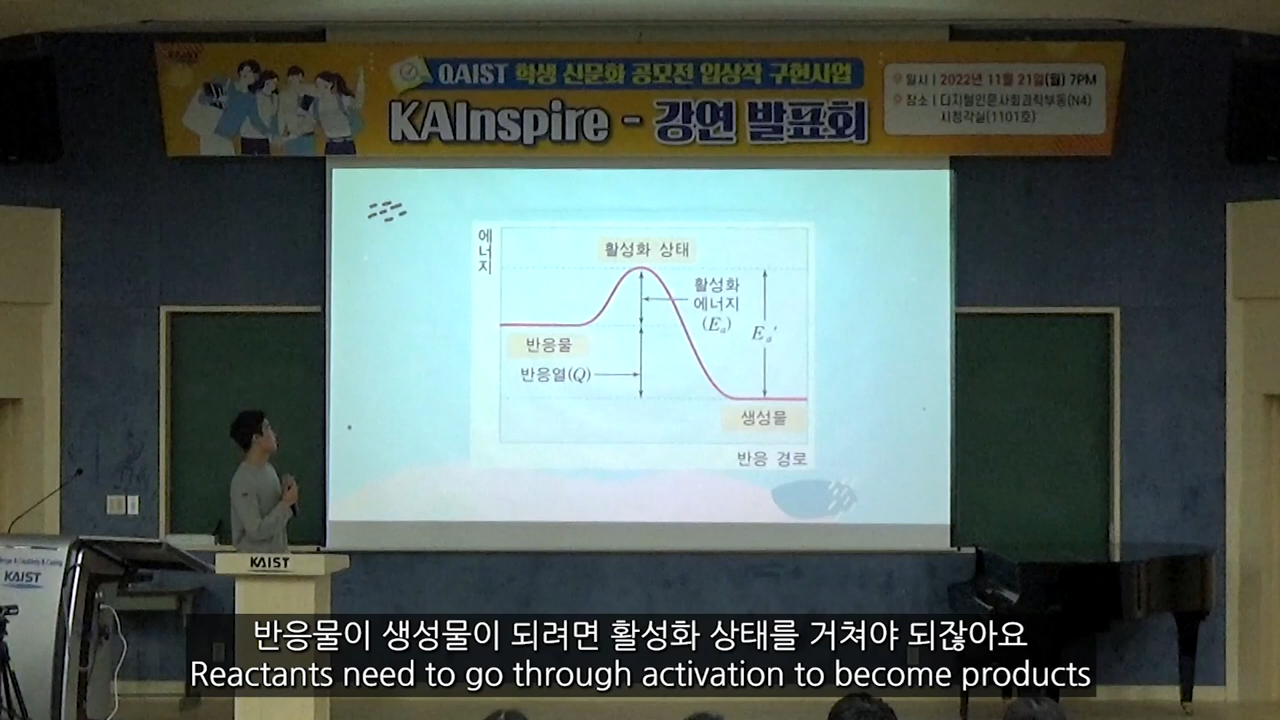 QAIST 학생 신문화 공모전 입상작 구현사업
KAInspire - 강연 발표회
일시 | 2022년 11월 21일(월) 7PM
장소 | 디지털인문사회과학부동(N4)
시청각실(1101호)
에너지
활성화 상태
활성화
에너지
(Eₐ)
Eₐ′
반응물
반응열(Q)
생성물
반응 경로
KAIST
KAIST
반응물이 생성물이 되려면 활성화 상태를 거쳐야 되잖아요
Reactants need to go through activation to become products